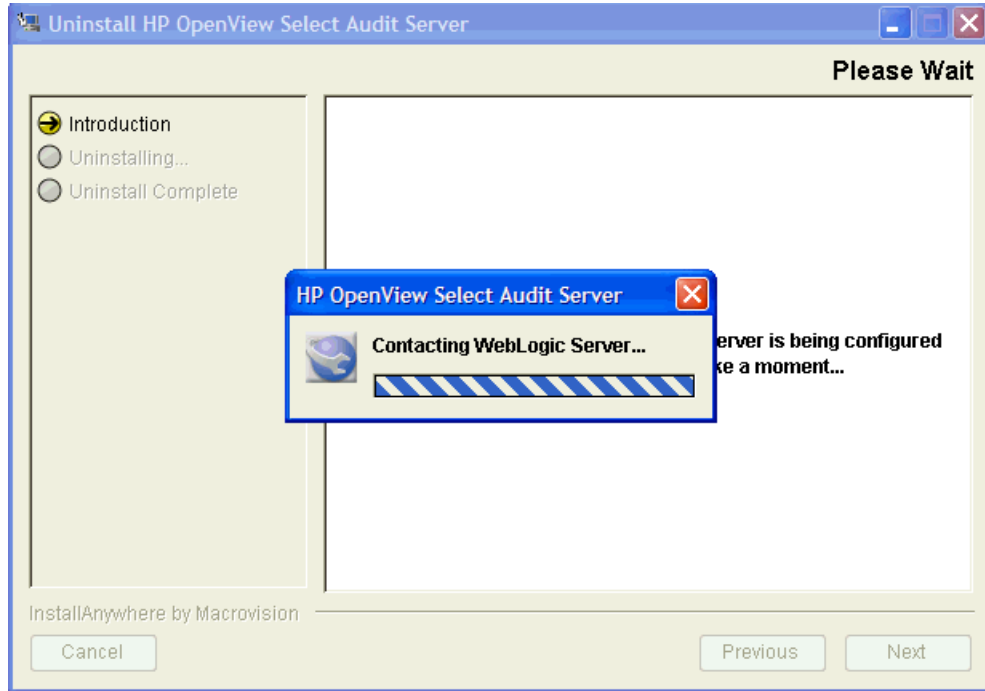 Uninstall HP OpenView Select Audit Server
Please Wait
Introduction
Uninstalling...
Uninstall Complete
HP OpenView Select Audit Server
Contacting WebLogic Server...
erver is being configured
ke a moment...
InstallAnywhere by Macrovision
Cancel
Previous
Next